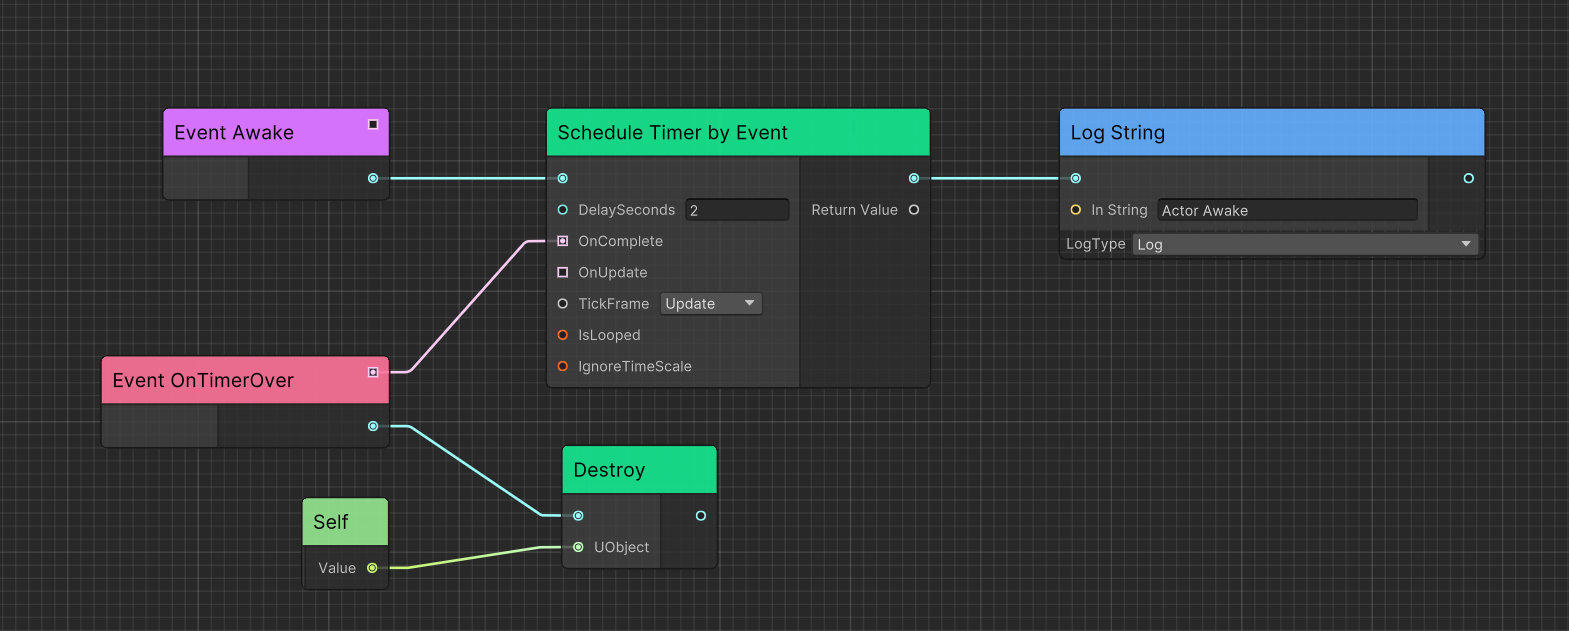 Event Awake
Schedule Timer by Event
DelaySeconds 2
Return Value
OnComplete
OnUpdate
TickFrame Update
IsLooped
IgnoreTimeScale
Log String
In String Actor Awake
LogType Log
Event OnTimerOver
Destroy
UObject
Self
Value